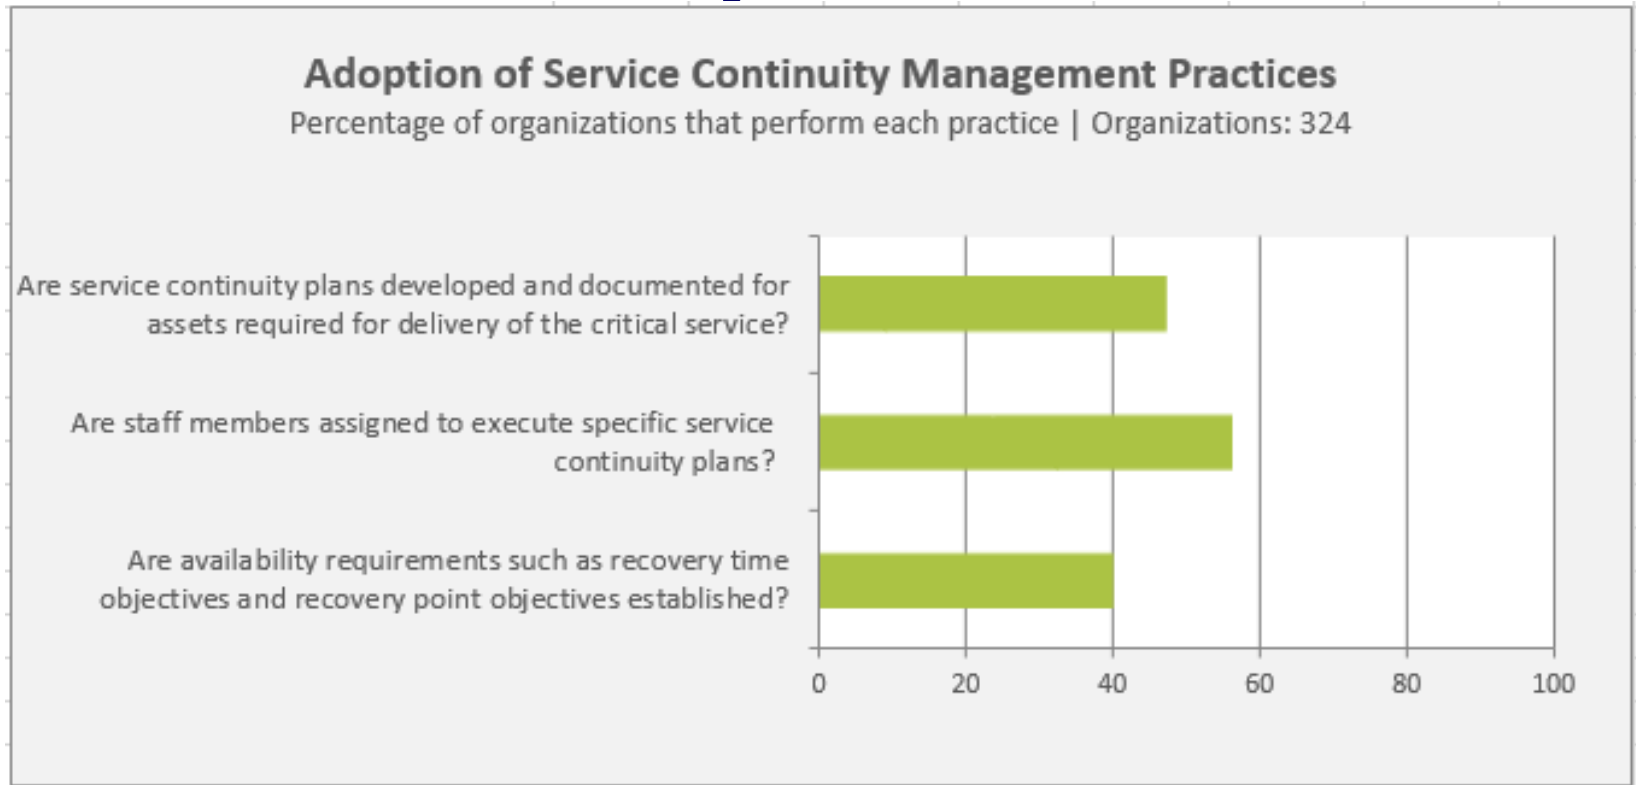 Adoption of Service Continuity Management Practices
Percentage of organizations that perform each practice | Organizations: 324
Are service continuity plans developed and documented for
assets required for delivery of the critical service?
Are staff members assigned to execute specific service
continuity plans?
Are availability requirements such as recovery time
objectives and recovery point objectives established?
0 20 40 60 80 100